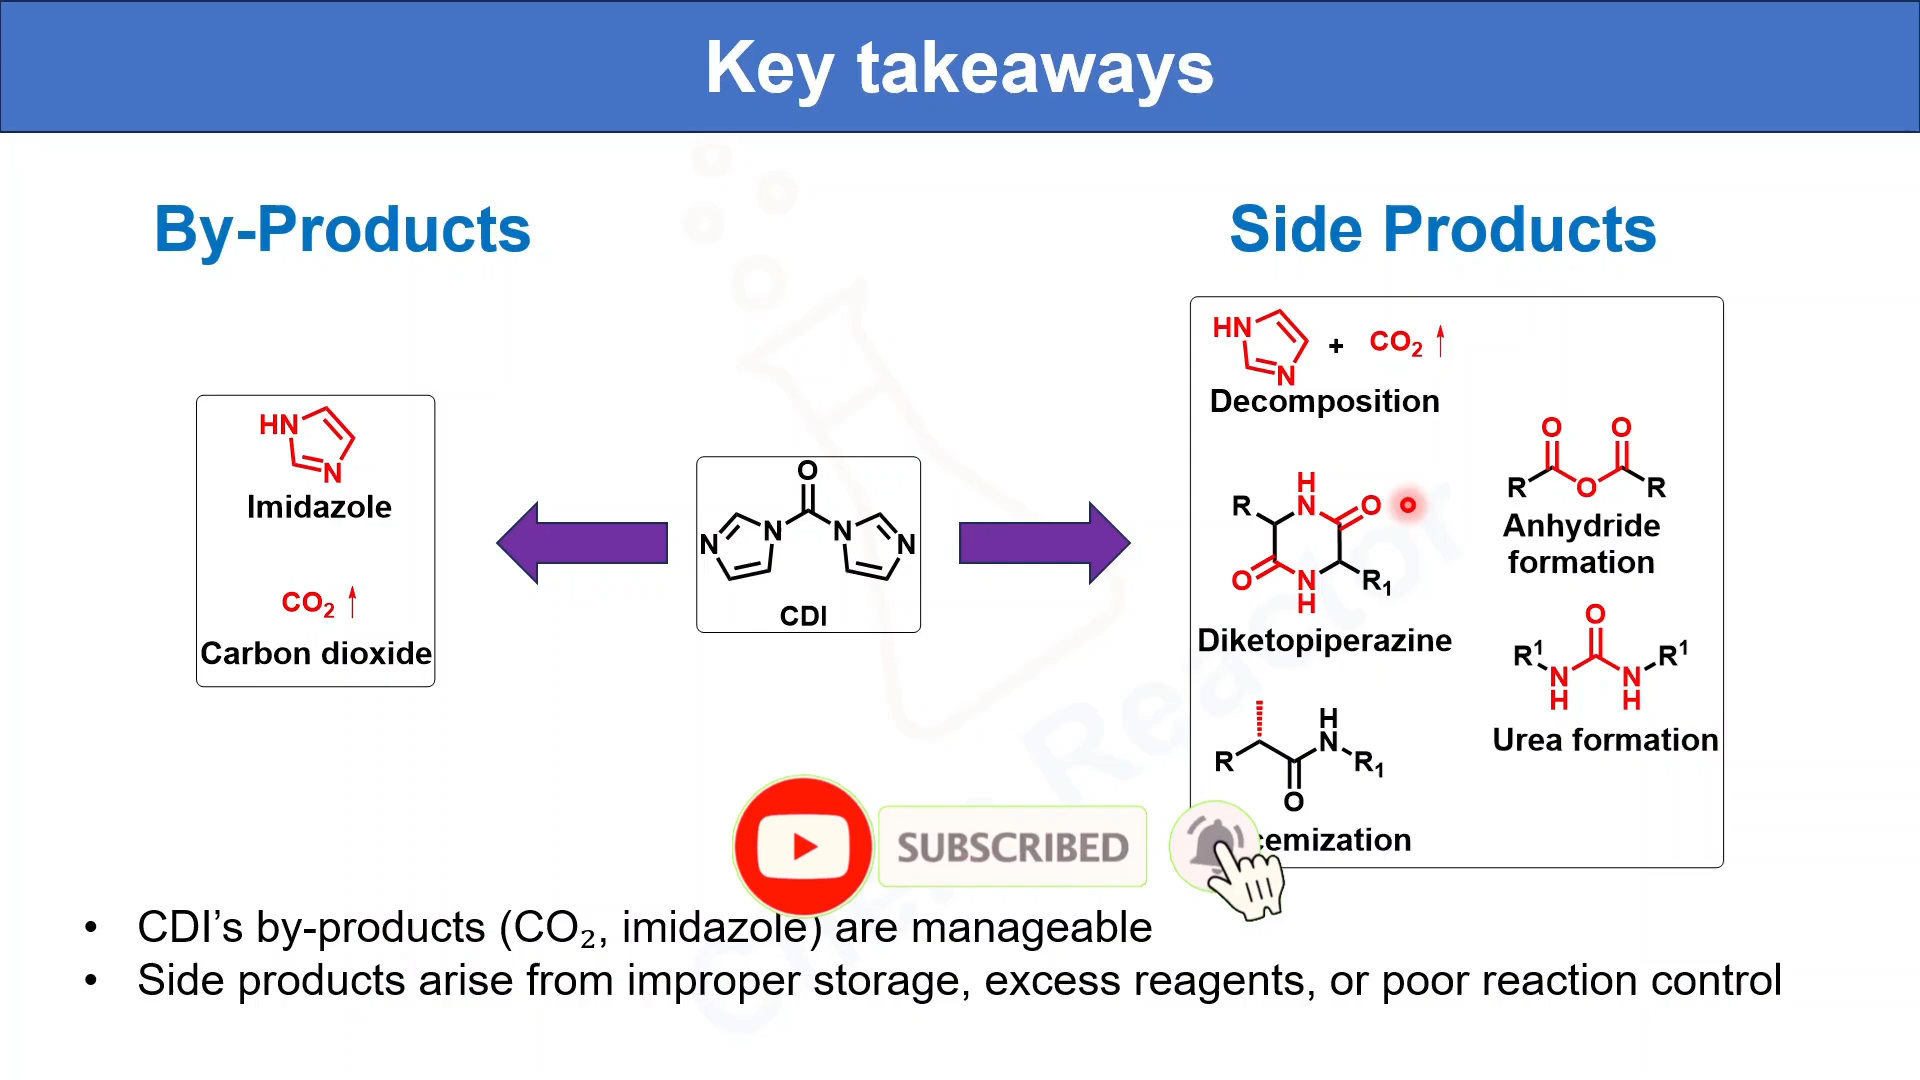 Key takeaways
By-Products
Side Products
HN
N
Imidazole
CO₂ ↑
Carbon dioxide
O
N N N N
CDI
HN
N
+ CO₂ ↑
Decomposition
H
R N O
O N R₁
H
Diketopiperazine
O O
R O R
Anhydride
formation
O
R¹ N N R¹
H H
Urea formation
H
R N R₁
O
cemization
SUBSCRIBED
• CDI’s by-products (CO₂, imidazole) are manageable
• Side products arise from improper storage, excess reagents, or poor reaction control